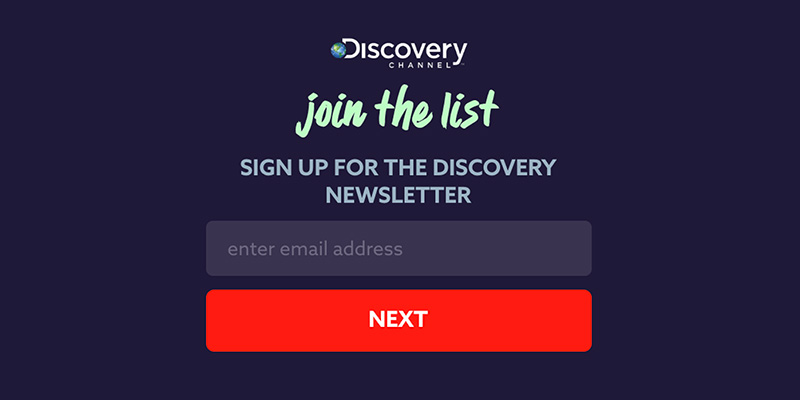 Discovery
CHANNEL
join the list
SIGN UP FOR THE DISCOVERY
NEWSLETTER
enter email address
NEXT